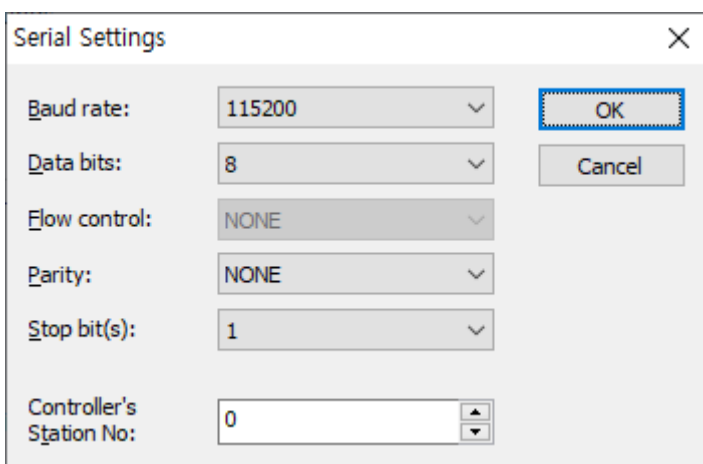 Serial Settings
Baud rate: 115200 OK
Data bits: 8 Cancel
Flow control: NONE
Parity: NONE
Stop bit(s): 1
Controller's
Station No: 0